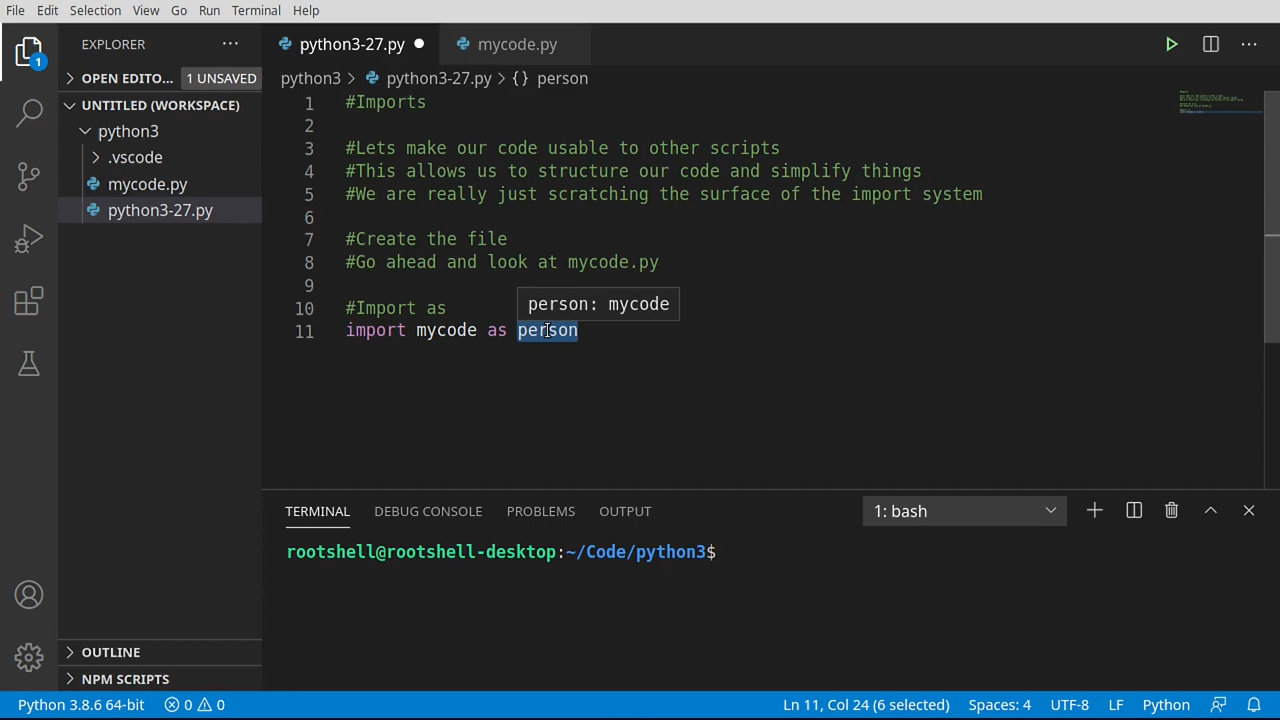 File Edit Selection View Go Run Terminal Help
EXPLORER ···
python3-27.py ● mycode.py
1
OPEN EDITO... 1 UNSAVED
python3 > python3-27.py > {} person
UNTITLED (WORKSPACE)
python3
.vscode
mycode.py
python3-27.py
1 #Imports
2
3 #Lets make our code usable to other scripts
4 #This allows us to structure our code and simplify things
5 #We are really just scratching the surface of the import system
6
7 #Create the file
8 #Go ahead and look at mycode.py
9
10 #Import as
person: mycode
11 import mycode as person
TERMINAL DEBUG CONSOLE PROBLEMS OUTPUT 1: bash
rootshell@rootshell-desktop:~/Code/python3$
OUTLINE
NPM SCRIPTS
Python 3.8.6 64-bit 0 0 Ln 11, Col 24 (6 selected) Spaces: 4 UTF-8 LF Python